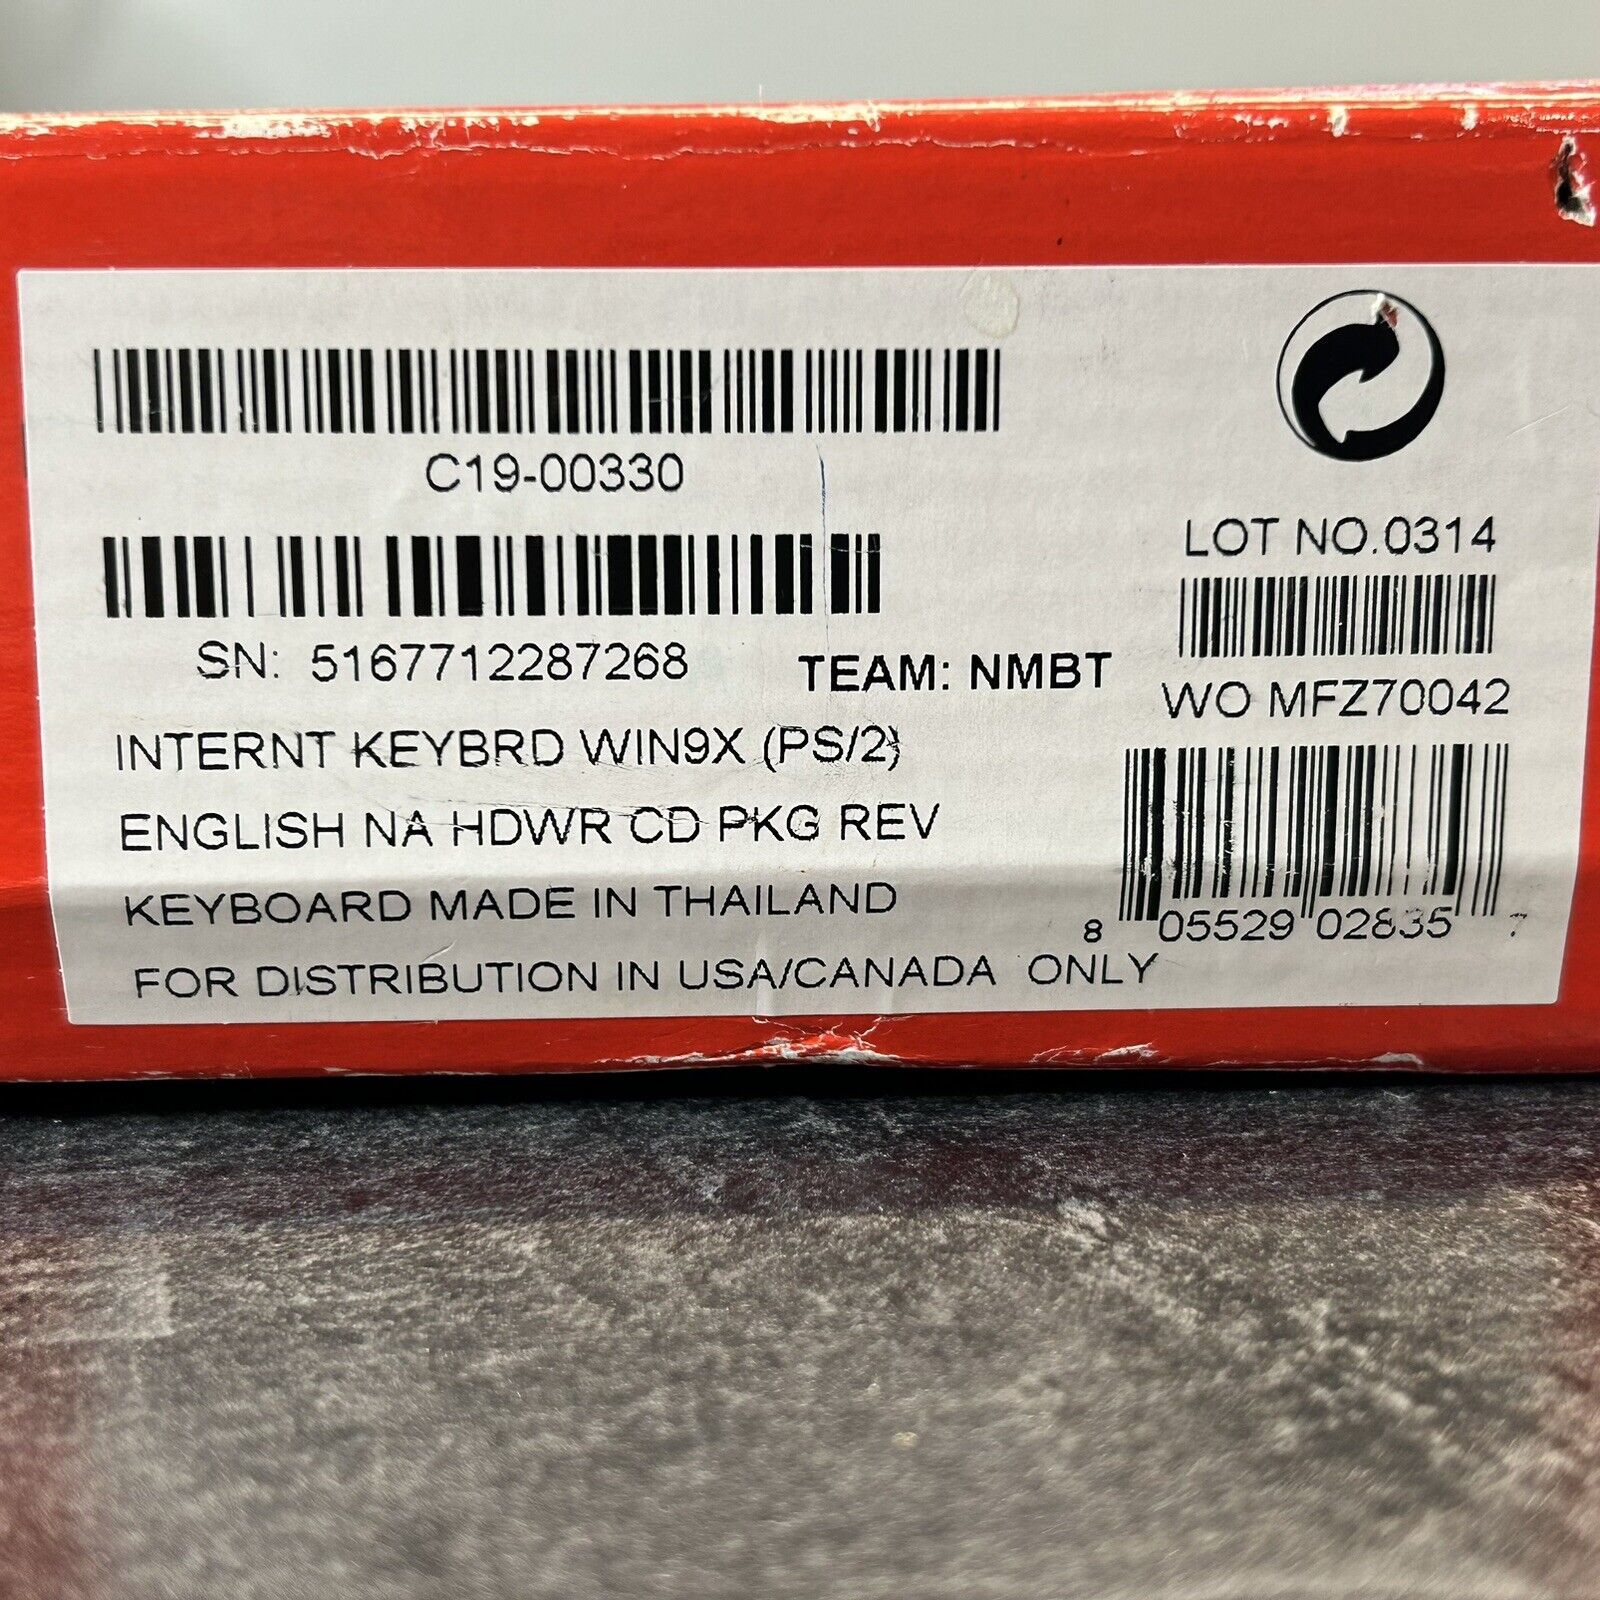 C19-00330
SN: 5167712287268
TEAM: NMBT
INTERNT KEYBRD WIN9X (PS/2)
ENGLISH NA HDWR CD PKG REV
KEYBOARD MADE IN THAILAND
FOR DISTRIBUTION IN USA/CANADA ONLY
LOT NO.0314
WO MFZ70042
8 05529 02835 7